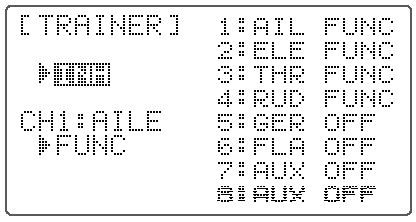 [TRAINER]
▶INH
CH1:AILE
▶FUNC
1:AIL FUNC
2:ELE FUNC
3:THR FUNC
4:RUD FUNC
5:GER OFF
6:FLA OFF
7:AUX OFF
8:AUX OFF